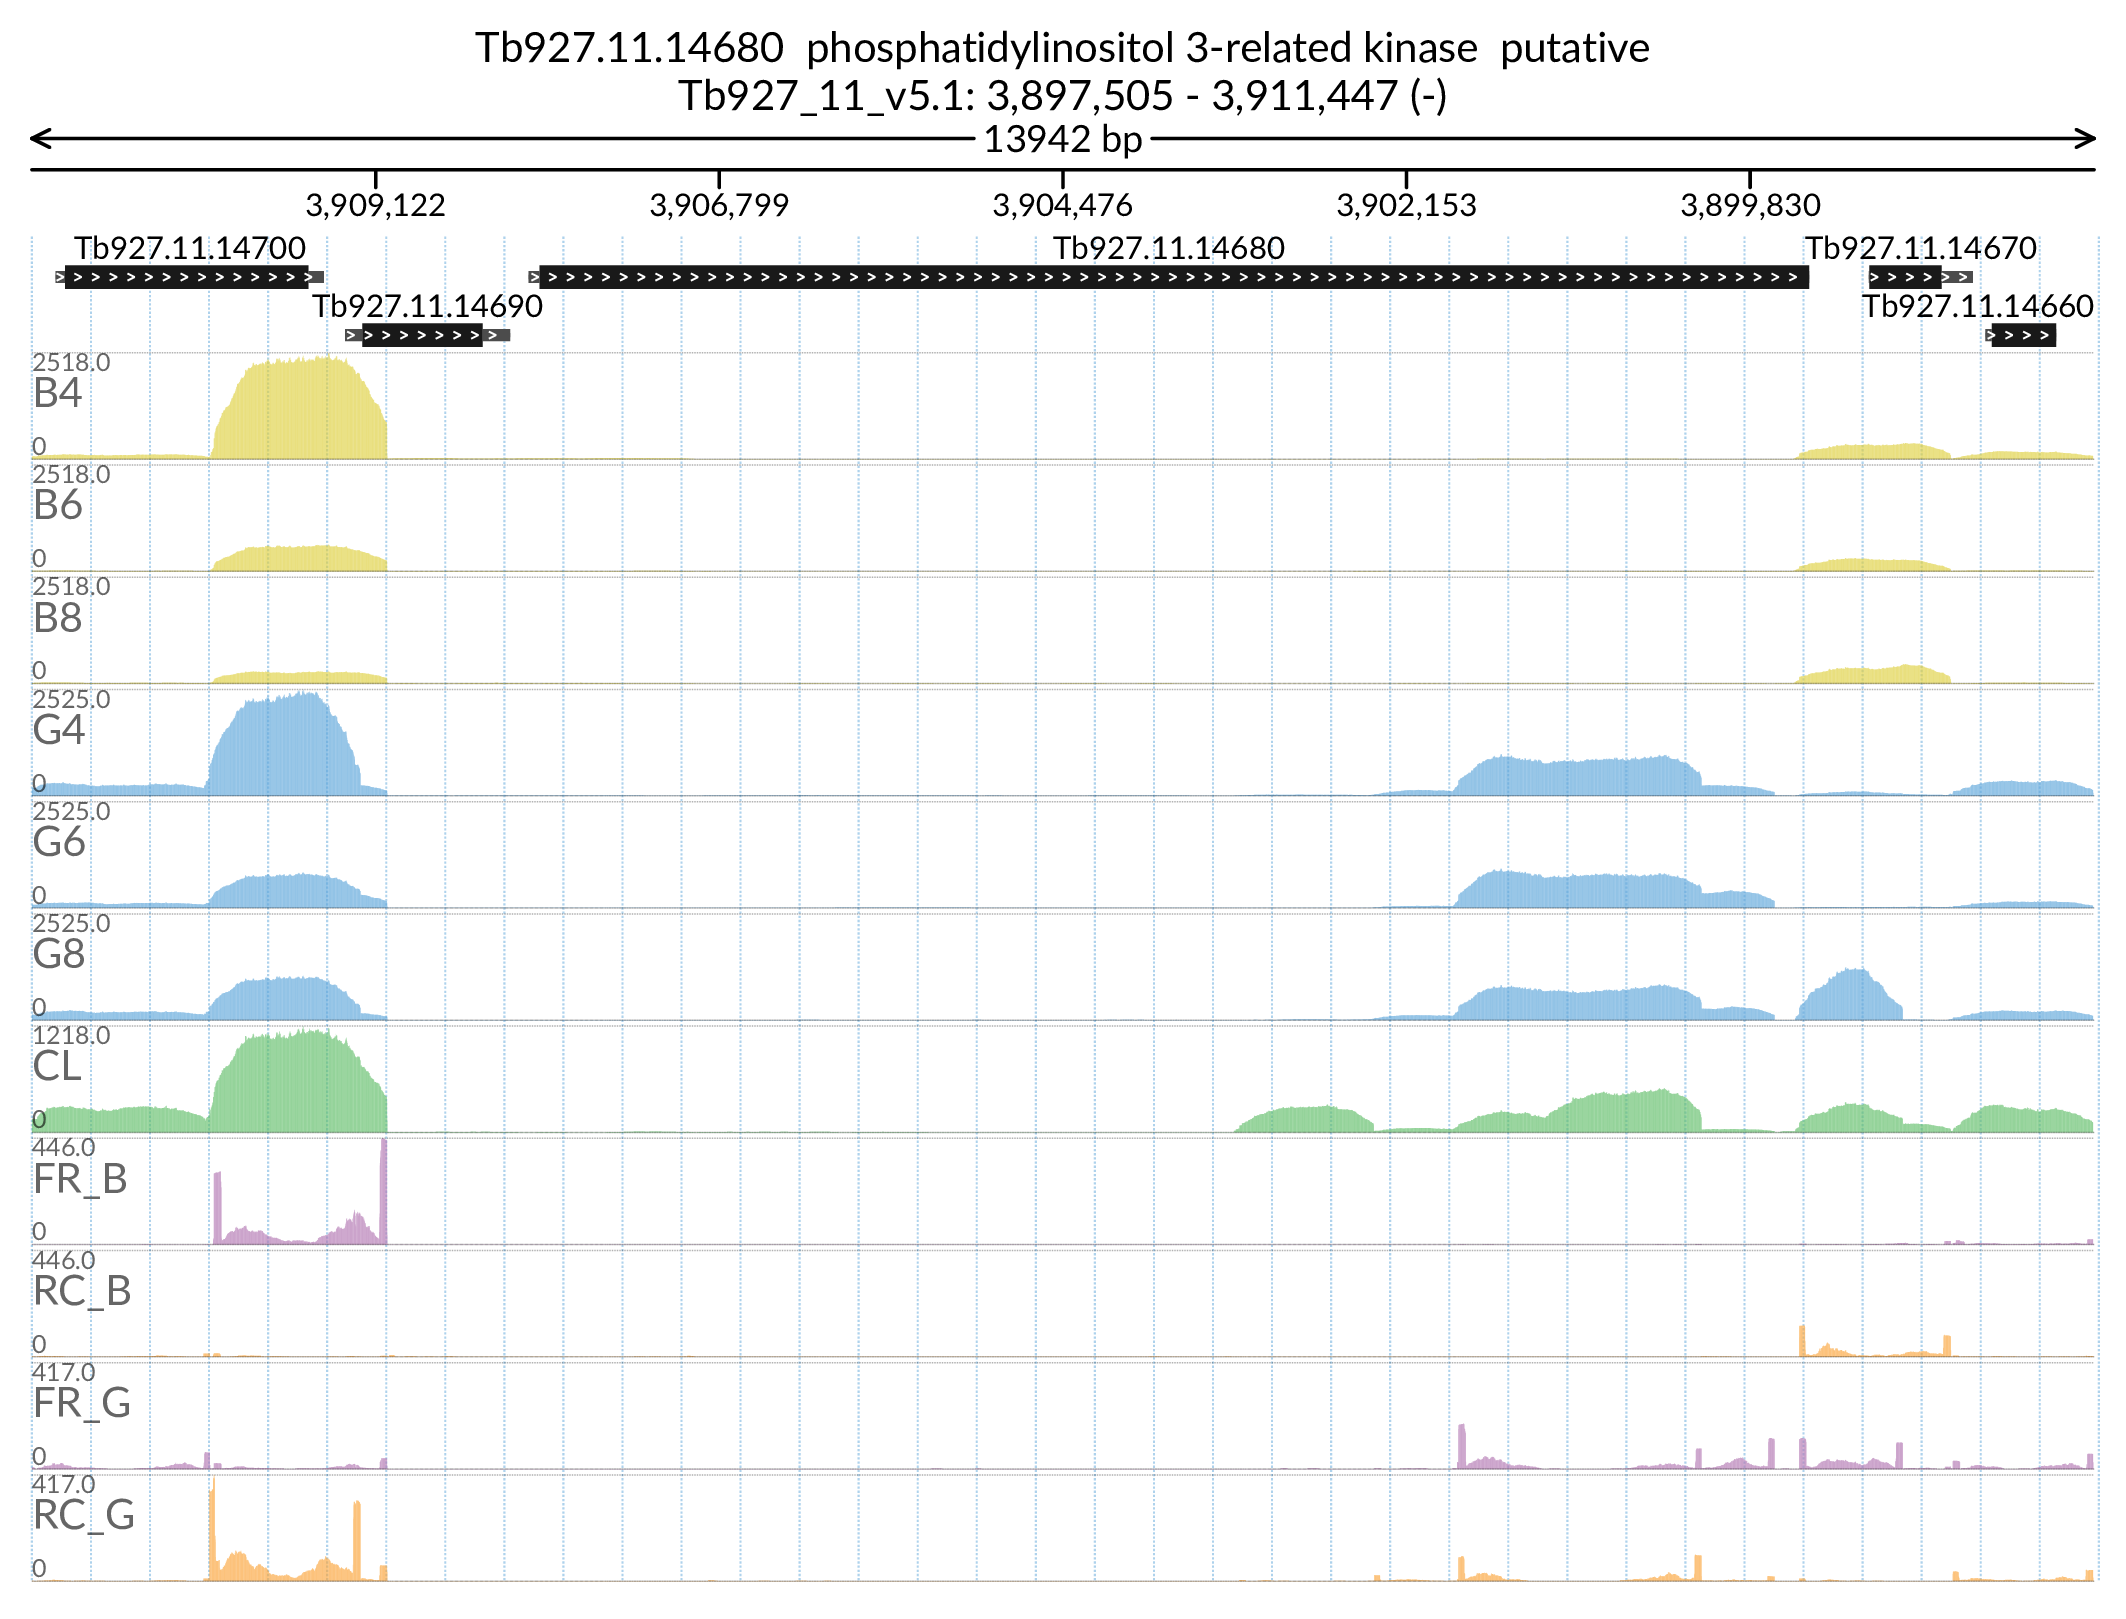 Tb927.11.14680  phosphatidylinositol 3-related kinase  putative
Tb927_11_v5.1: 3,897,505 - 3,911,447 (-)
13942 bp
3,909,122 3,906,799 3,904,476 3,902,153 3,899,830
Tb927.11.14700 Tb927.11.14680 Tb927.11.14670
Tb927.11.14690 Tb927.11.14660
2518.0
B4
0
2518.0
B6
0
2518.0
B8
0
2525.0
G4
0
2525.0
G6
0
2525.0
G8
0
1218.0
CL
0
446.0
FR_B
0
446.0
RC_B
0
417.0
FR_G
0
417.0
RC_G
0